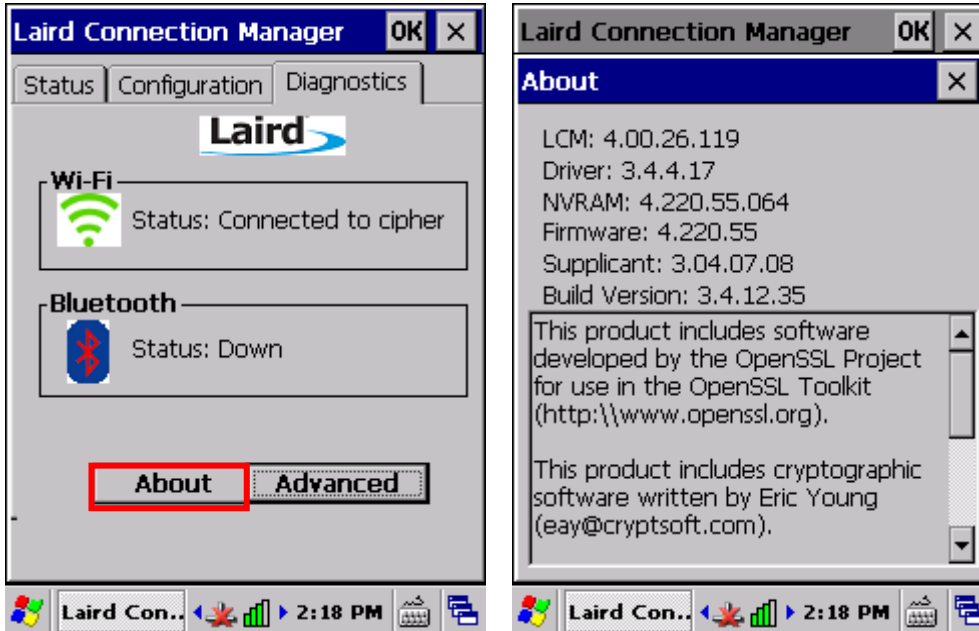 Laird Connection Manager OK
Status Configuration Diagnostics
Laird
Wi-Fi
Status: Connected to cipher
Bluetooth
Status: Down
About Advanced
Laird Con.. 2:18 PM
Laird Connection Manager OK
About
LCM: 4.00.26.119
Driver: 3.4.4.17
NVRAM: 4.220.55.064
Firmware: 4.220.55
Supplicant: 3.04.07.08
Build Version: 3.4.12.35
This product includes software
developed by the OpenSSL Project
for use in the OpenSSL Toolkit
(http:\\www.openssl.org).
This product includes cryptographic
software written by Eric Young
(eay@cryptsoft.com).
Laird Con.. 2:18 PM